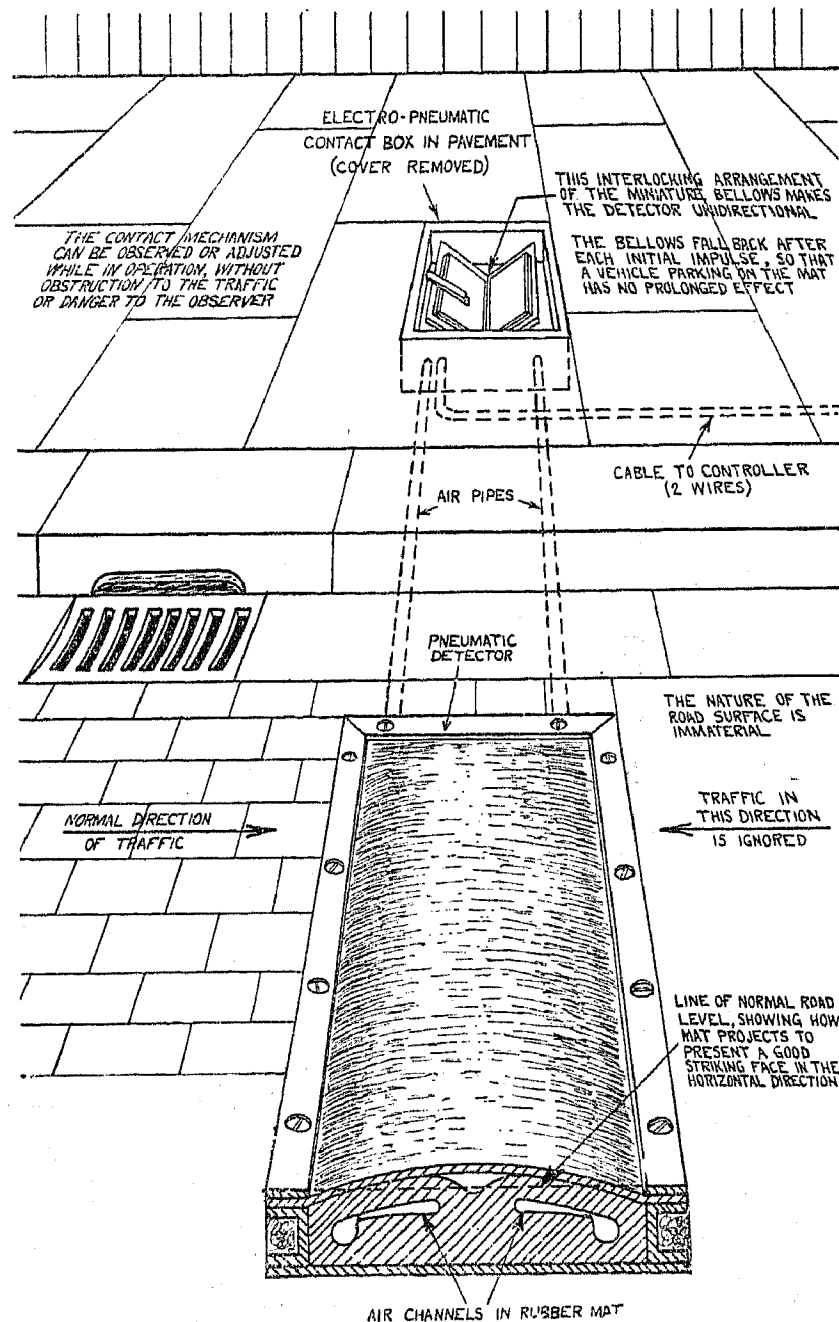 ELECTRO-PNEUMATIC
CONTACT BOX IN PAVEMENT
(COVER REMOVED)
THIS INTERLOCKING ARRANGEMENT
OF THE MINIATURE BELLOWS MAKES
THE DETECTOR UNIDIRECTIONAL
THE BELLOWS FALL BACK AFTER
EACH INITIAL IMPULSE, SO THAT
A VEHICLE PARKING ON THE MAT
HAS NO PROLONGED EFFECT
THE CONTACT MECHANISM
CAN BE OBSERVED OR ADJUSTED
WHILE IN OPERATION, WITHOUT
OBSTRUCTION TO THE TRAFFIC
OR DANGER TO THE OBSERVER
CABLE TO CONTROLLER
(2 WIRES)
AIR PIPES
PNEUMATIC
DETECTOR
THE NATURE OF THE
ROAD SURFACE IS
IMMATERIAL
NORMAL DIRECTION
OF TRAFFIC
TRAFFIC IN
THIS DIRECTION
IS IGNORED
LINE OF NORMAL ROAD
LEVEL, SHOWING HOW
MAT PROJECTS TO
PRESENT A GOOD
STRIKING FACE IN THE
HORIZONTAL DIRECTION
AIR CHANNELS IN RUBBER MAT